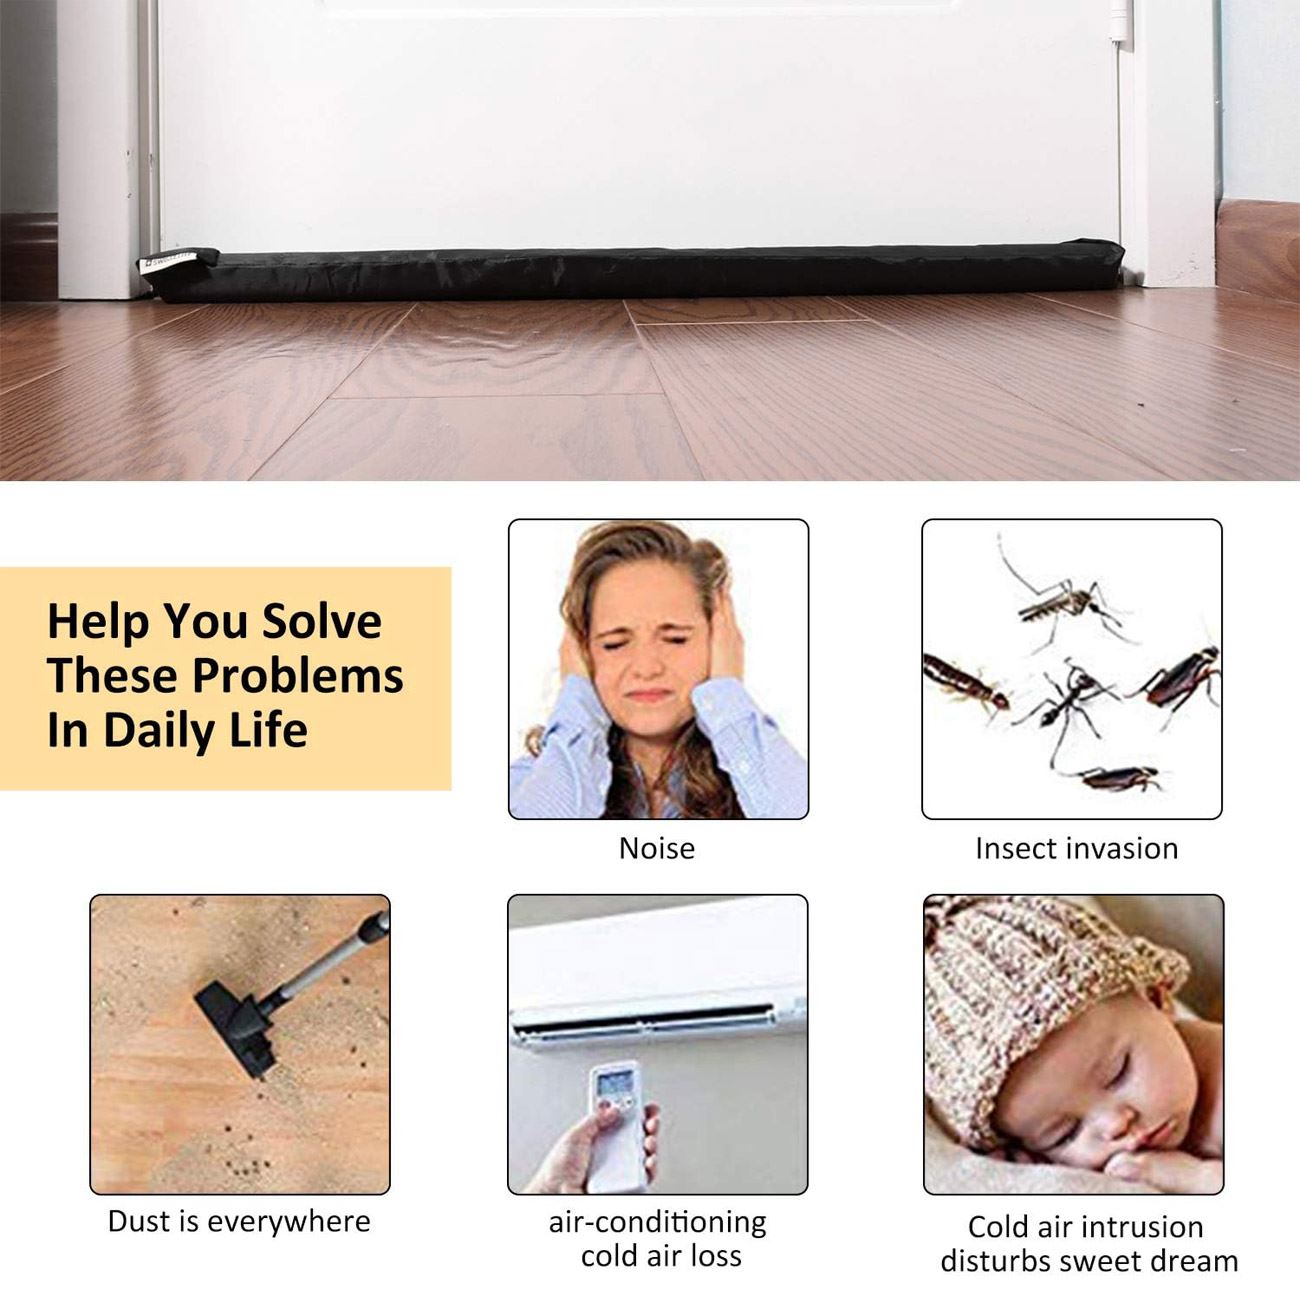 Help You Solve
These Problems
In Daily Life
Noise
Insect invasion
Dust is everywhere
air-conditioning
cold air loss
Cold air intrusion
disturbs sweet dream